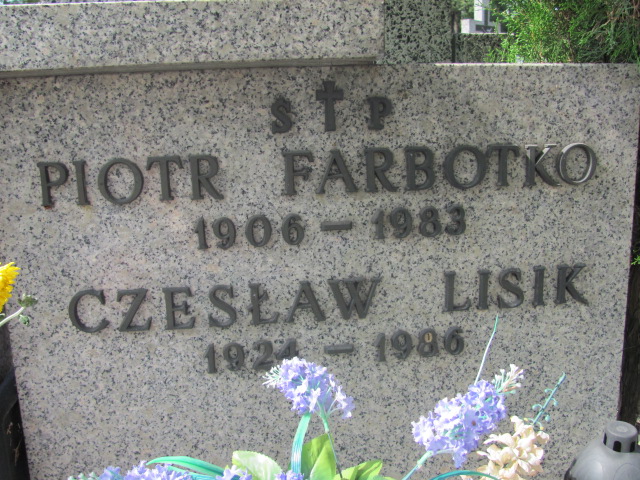 Ś † P
PIOTR FARBOTKO
1906 – 1983
CZESŁAW LISIK
1924 – 1986